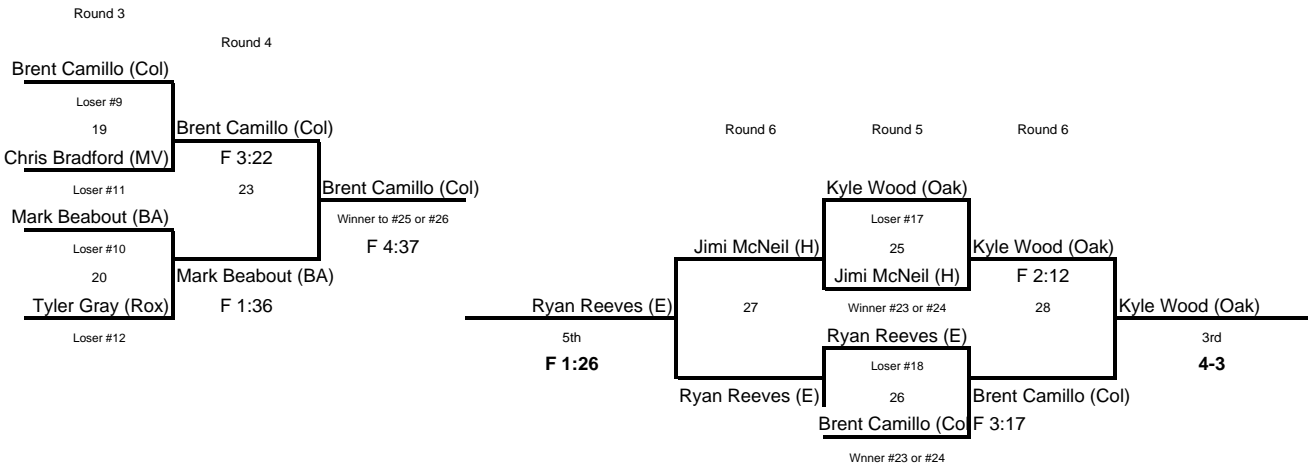 Round 3
Round 4
Brent Camillo (Col)
Loser #9
19
Brent Camillo (Col)
Round 6
Round 5
Round 6
Chris Bradford (MV)
F 3:22
Loser #11
23
Brent Camillo (Col)
Kyle Wood (Oak)
Mark Beabout (BA)
Winner to #25 or #26
Loser #17
Loser #10
F 4:37
Jimi McNeil (H)
25
Kyle Wood (Oak)
20
Mark Beabout (BA)
Jimi McNeil (H)
F 2:12
Tyler Gray (Rox)
F 1:36
Ryan Reeves (E)
27
Winner #23 or #24
28
Kyle Wood (Oak)
Loser #12
5th
Ryan Reeves (E)
3rd
F 1:26
Loser #18
4-3
Ryan Reeves (E)
26
Brent Camillo (Col)
Brent Camillo (Col
F 3:17
Wnner #23 or #24